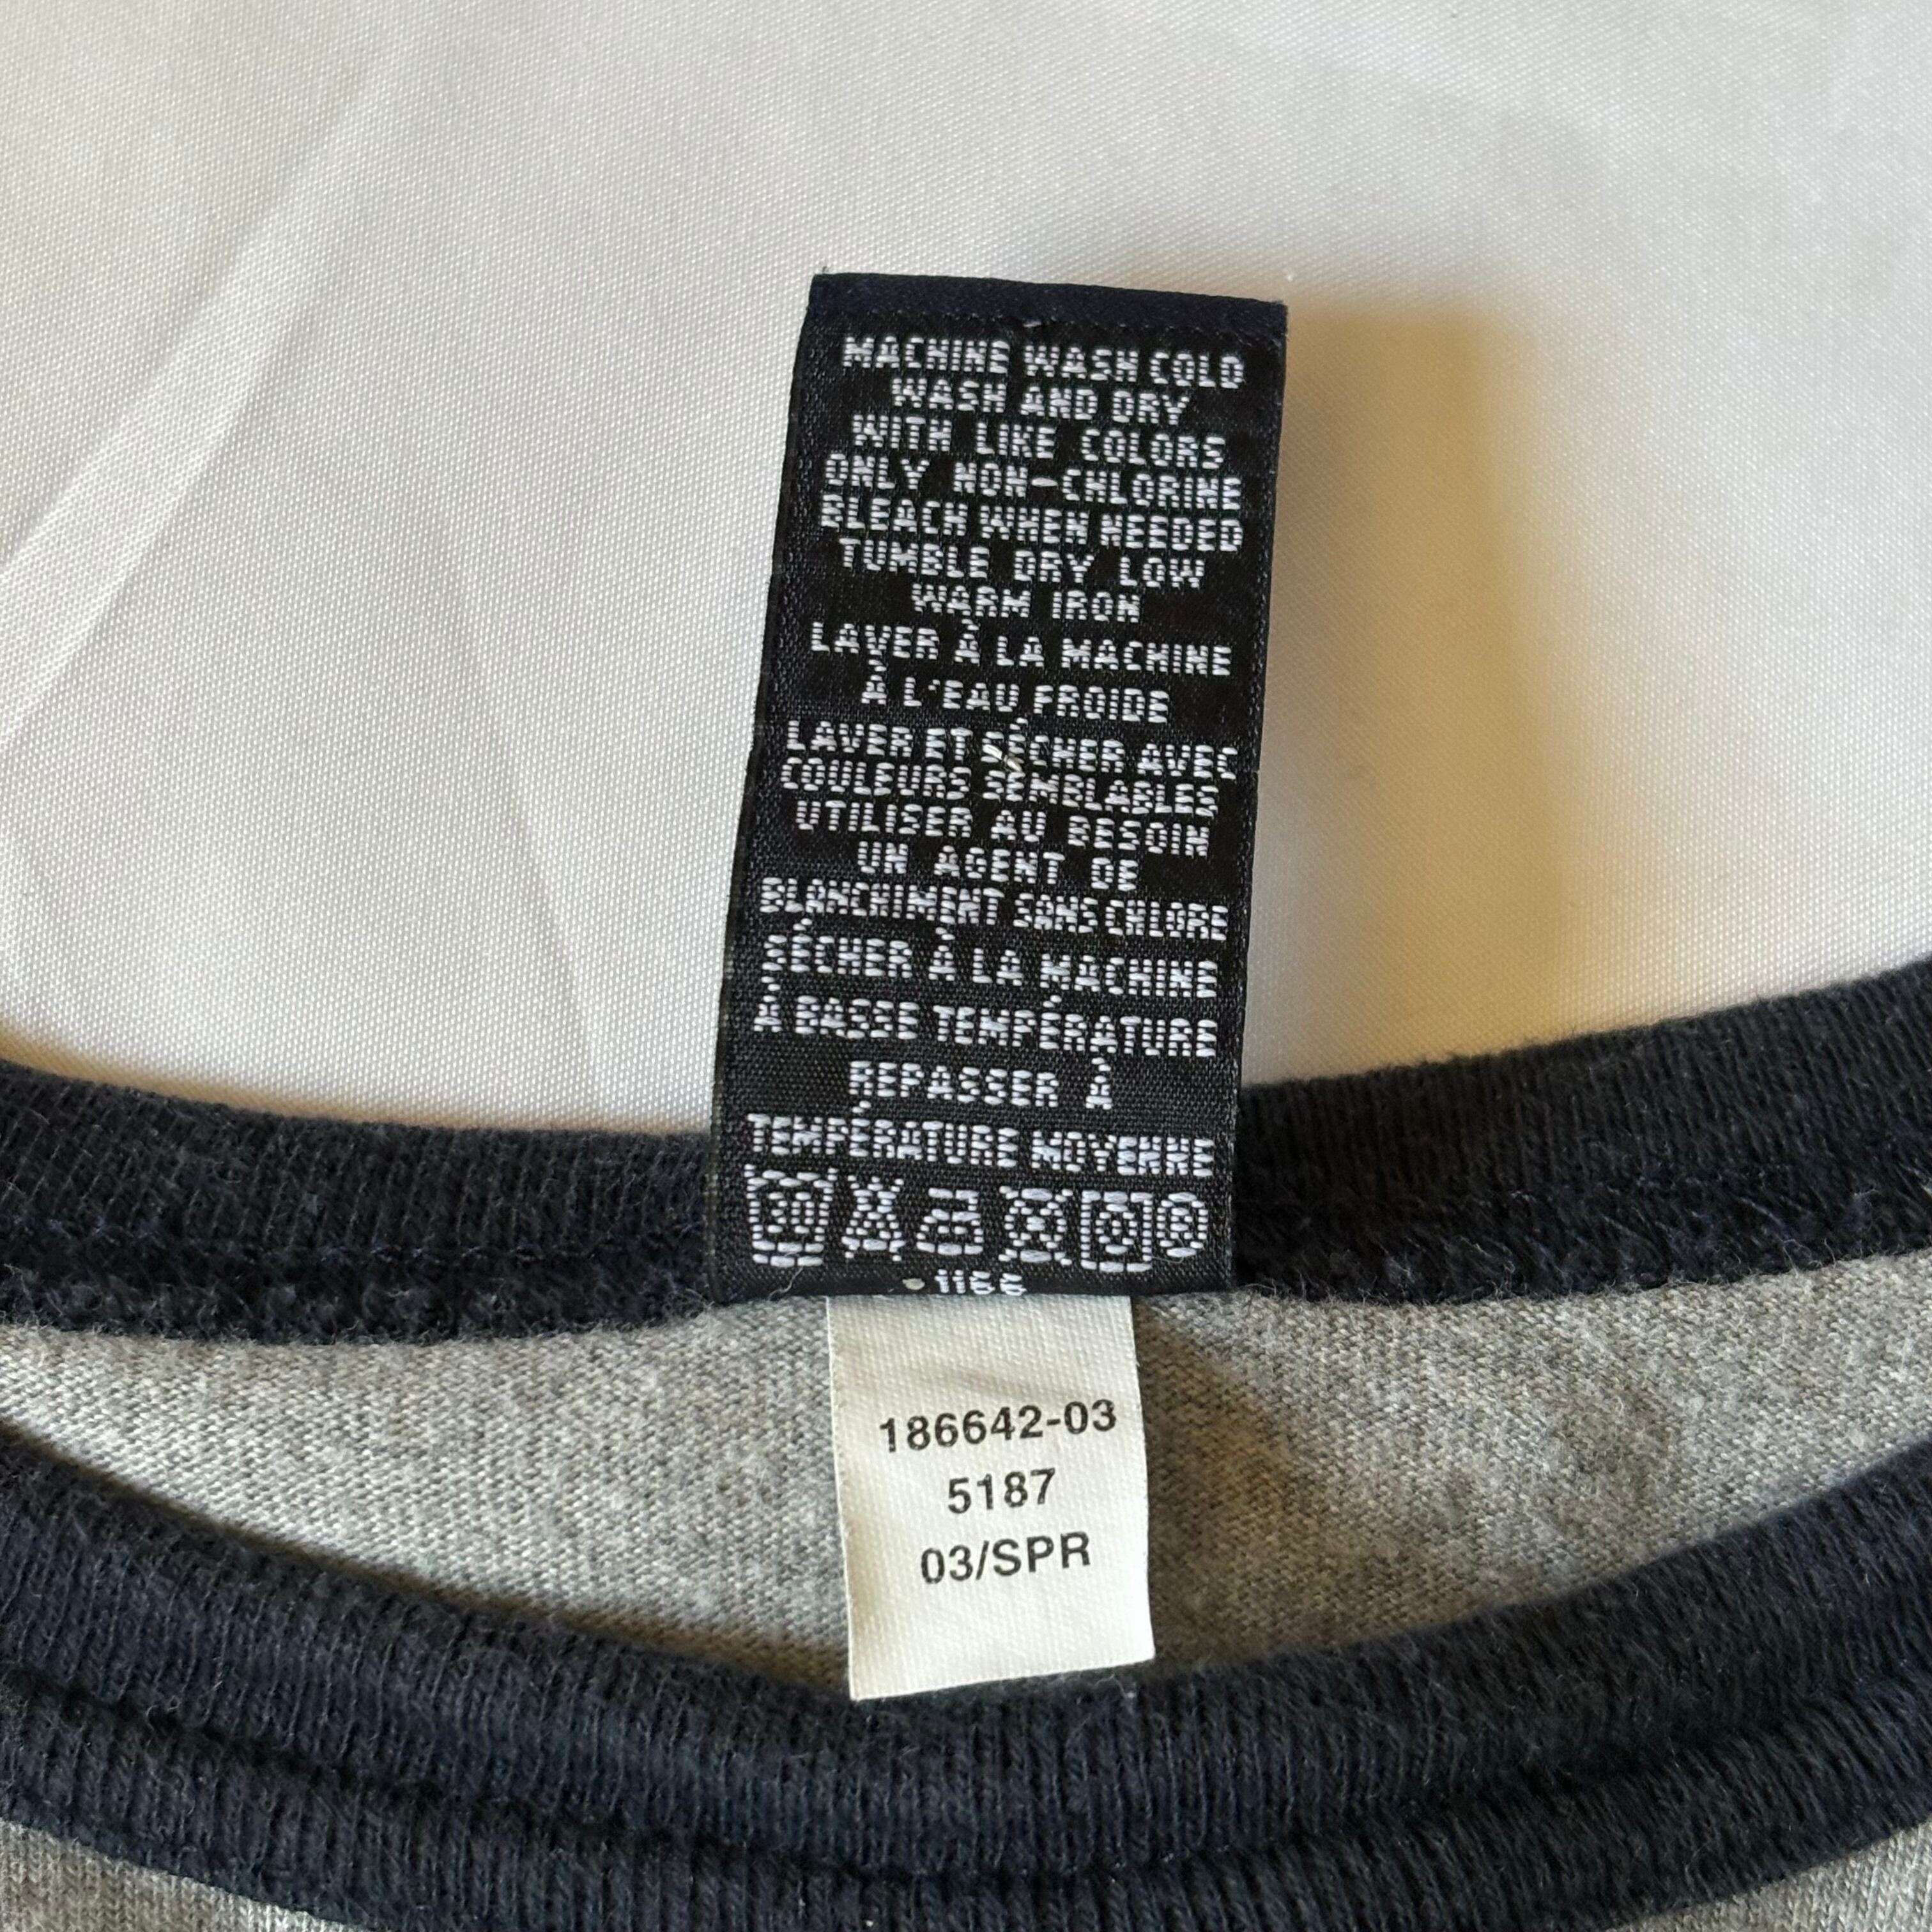 MACHINE WASH COLD
WASH AND DRY
WITH LIKE COLORS
ONLY NON-CHLORINE
BLEACH WHEN NEEDED
TUMBLE DRY LOW
WARM IRON
LAVER À LA MACHINE
À L'EAU FROIDE
LAVER ET SÉCHER AVEC
COULEURS SEMBLABLES
UTILISER AU BESOIN
UN AGENT DE
BLANCHIMENT SANS CHLORE
SÉCHER À LA MACHINE
À BASSE TEMPÉRATURE
REPASSER À
TEMPÉRATURE MOYENNE
186642-03
5187
03/SPR